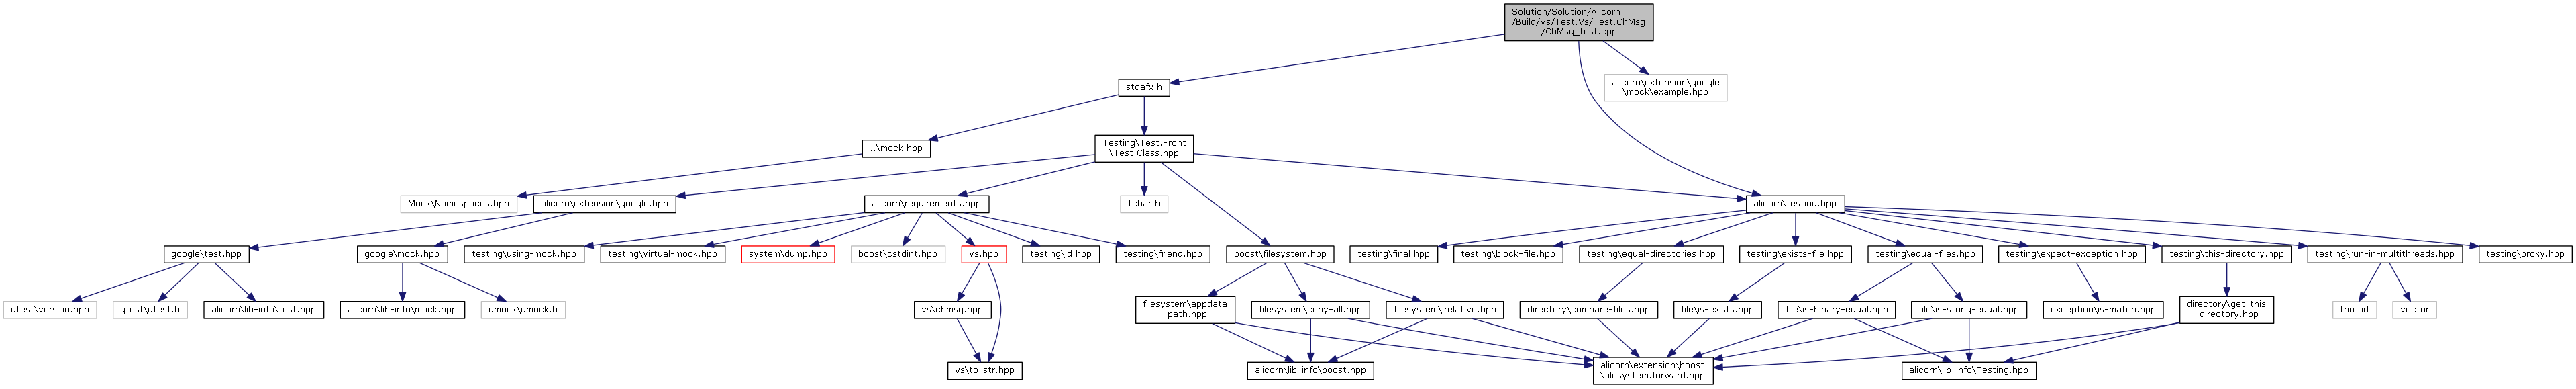 Solution/Solution/Alicorn
/Build/Vs/Test.Vs/Test.ChMsg
/ChMsg_test.cpp
stdafx.h
alicorn\extension\google
\mock\example.hpp
..\mock.hpp
Testing\Test.Front
\Test.Class.hpp
Mock\Namespaces.hpp
alicorn\extension\google.hpp
alicorn\requirements.hpp
tchar.h
alicorn\testing.hpp
google\test.hpp
google\mock.hpp
testing\using-mock.hpp
testing\virtual-mock.hpp
system\dump.hpp
boost\cstdint.hpp
vs.hpp
testing\id.hpp
testing\friend.hpp
boost\filesystem.hpp
testing\final.hpp
testing\block-file.hpp
testing\equal-directories.hpp
testing\exists-file.hpp
testing\equal-files.hpp
testing\expect-exception.hpp
testing\this-directory.hpp
testing\run-in-multithreads.hpp
testing\proxy.hpp
gtest\version.hpp
gtest\gtest.h
alicorn\lib-info\test.hpp
alicorn\lib-info\mock.hpp
gmock\gmock.h
vs\chmsg.hpp
filesystem\appdata
-path.hpp
filesystem\copy-all.hpp
filesystem\irelative.hpp
directory\compare-files.hpp
file\is-exists.hpp
file\is-binary-equal.hpp
file\is-string-equal.hpp
exception\is-match.hpp
directory\get-this
-directory.hpp
thread
vector
vs\to-str.hpp
alicorn\lib-info\boost.hpp
alicorn\extension\boost
\filesystem.forward.hpp
alicorn\lib-info\Testing.hpp